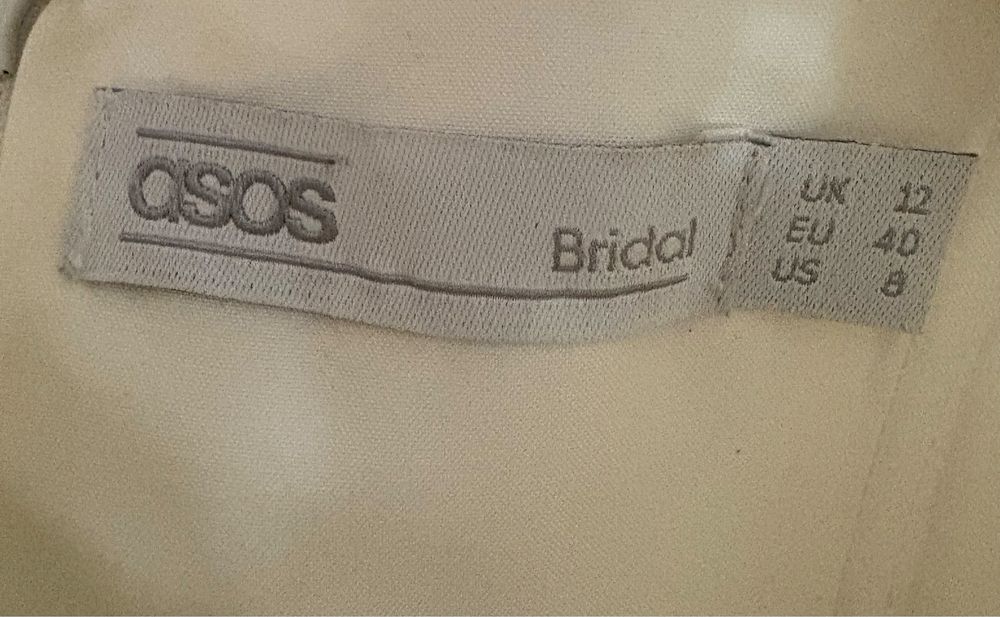 asos
Bridal
UK 12
EU 40
US 8